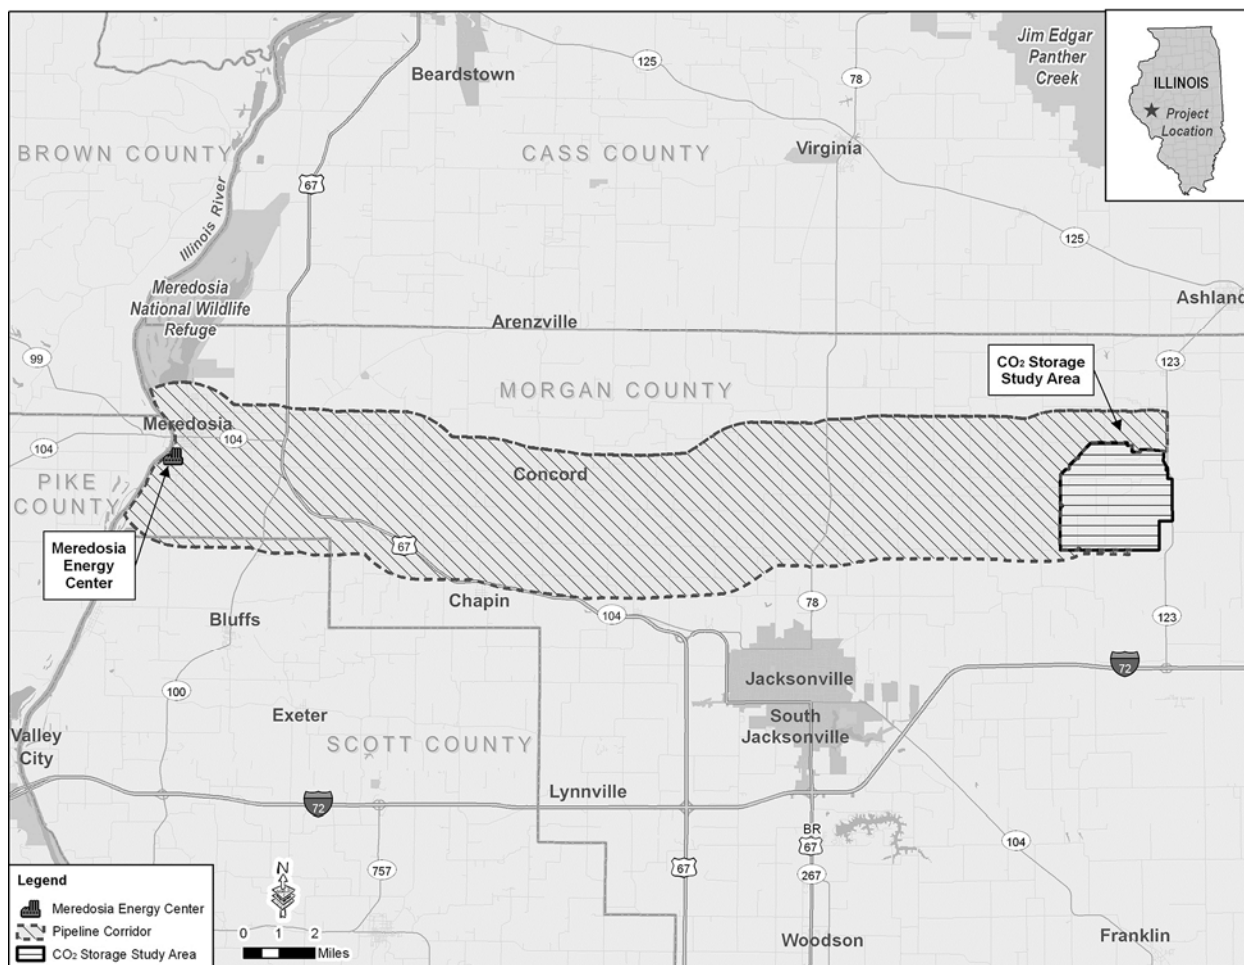 Beardstown
125
78
Jim Edgar
Panther
Creek
ILLINOIS
Project
Location
BROWN COUNTY
CASS COUNTY
Virginia
67
Illinois River
125
Meredosia
National Wildlife
Refuge
Ashland
Arenzville
99
CO₂ Storage
Study Area
123
MORGAN COUNTY
Meredosia
104
104
PIKE
COUNTY
Concord
Meredosia
Energy
Center
67
Chapin
104
78
123
Bluffs
72
100
Jacksonville
Exeter
South
Jacksonville
Valley
City
SCOTT COUNTY
Lynnville
72
BR
67
104
67
267
757
Woodson
Franklin
Legend
Meredosia Energy Center
Pipeline Corridor
CO₂ Storage Study Area
N
0 1 2
Miles